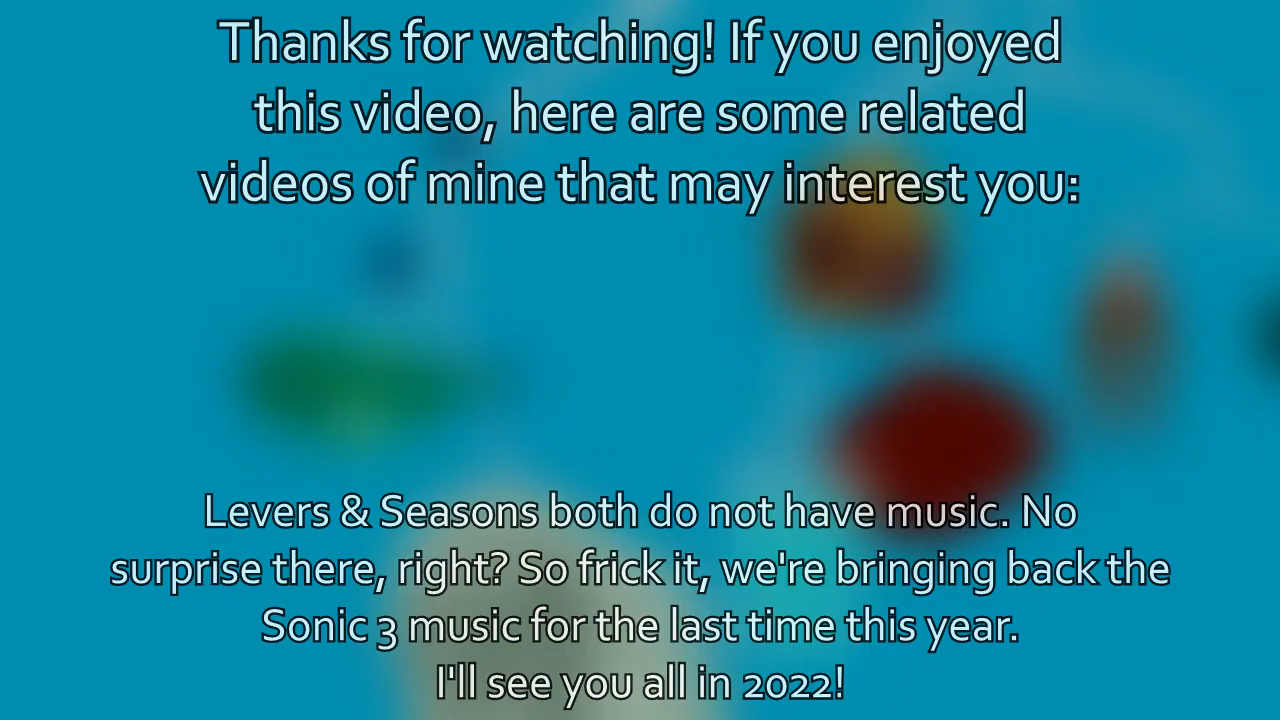 Thanks for watching! If you enjoyed
this video, here are some related
videos of mine that may interest you:
Levers & Seasons both do not have music. No
surprise there, right? So frick it, we're bringing back the
Sonic 3 music for the last time this year.
I'll see you all in 2022!